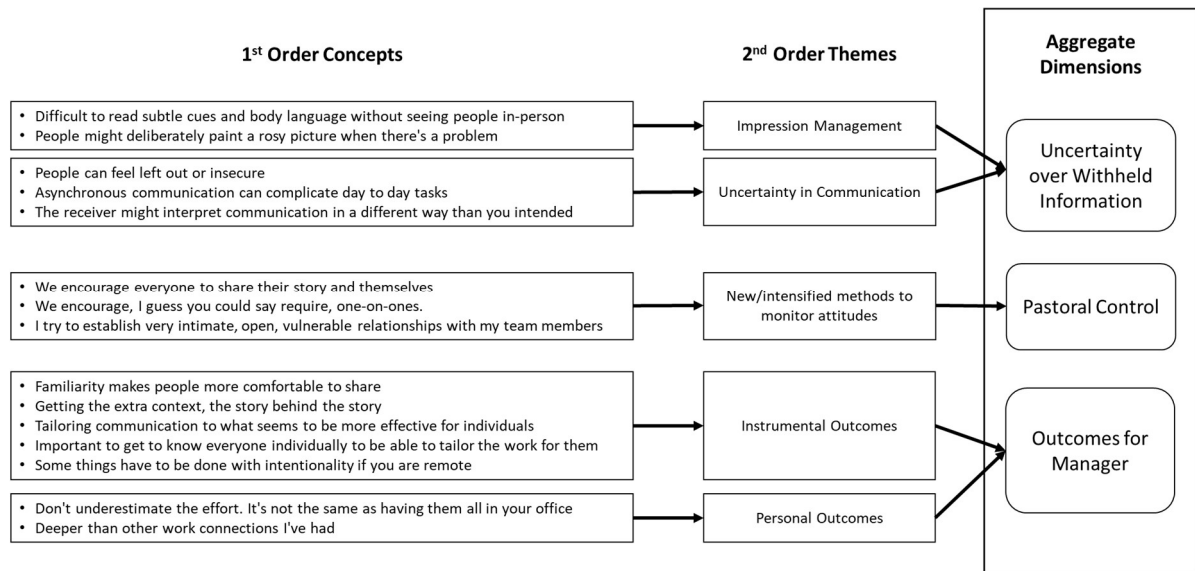 1st Order Concepts
2nd Order Themes
Aggregate
Dimensions
• Difficult to read subtle cues and body language without seeing people in-person
• People might deliberately paint a rosy picture when there's a problem
Impression Management
• People can feel left out or insecure
• Asynchronous communication can complicate day to day tasks
• The receiver might interpret communication in a different way than you intended
Uncertainty in Communication
Uncertainty
over Withheld
Information
• We encourage everyone to share their story and themselves
• We encourage, I guess you could say require, one-on-ones.
• I try to establish very intimate, open, vulnerable relationships with my team members
New/intensified methods to
monitor attitudes
Pastoral Control
• Familiarity makes people more comfortable to share
• Getting the extra context, the story behind the story
• Tailoring communication to what seems to be more effective for individuals
• Important to get to know everyone individually to be able to tailor the work for them
• Some things have to be done with intentionality if you are remote
Instrumental Outcomes
• Don't underestimate the effort. It's not the same as having them all in your office
• Deeper than other work connections I've had
Personal Outcomes
Outcomes for
Manager